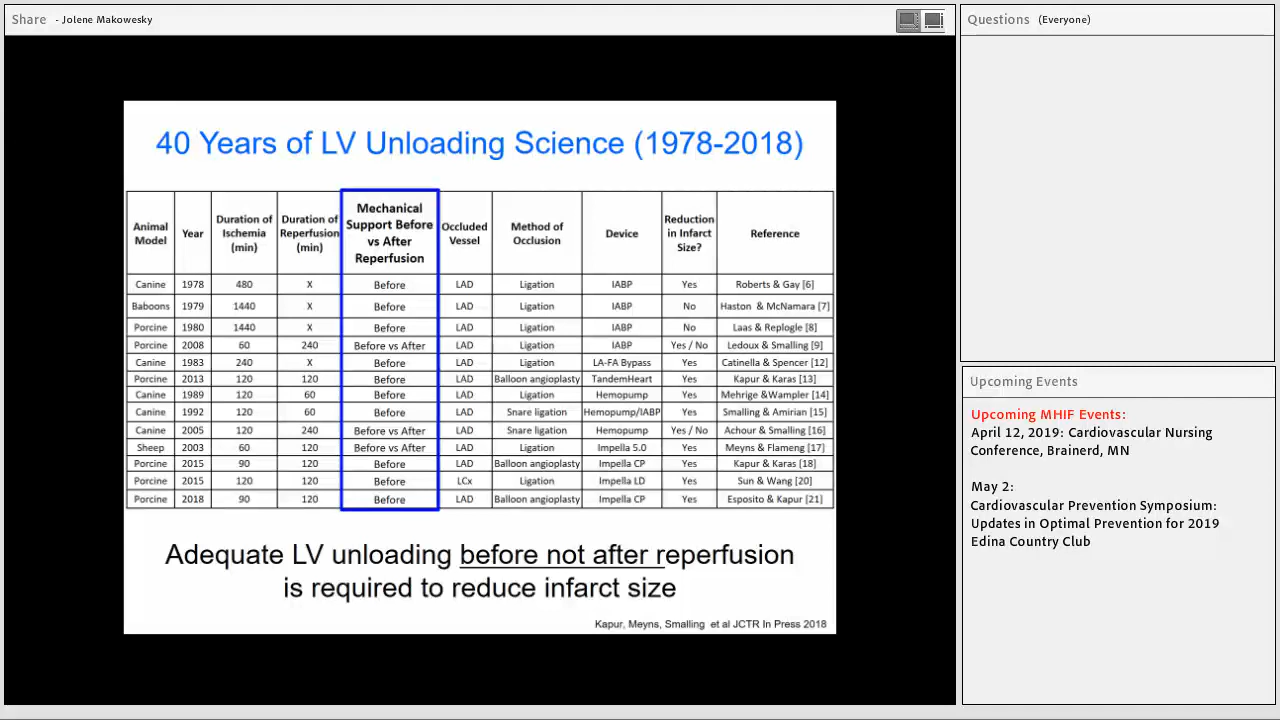 Share - Jolene Makowesky
40 Years of LV Unloading Science (1978-2018)
Animal Model Year Duration of Ischemia (min) Duration of Reperfusion (min) Mechanical Support Before vs After Reperfusion Occluded Vessel Method of Occlusion Device Reduction in Infarct Size? Reference
Canine 1978 480 X Before LAD Ligation IABP Yes Roberts & Gay [6]
Baboons 1979 1440 X Before LAD Ligation IABP No Haston & McNamara [7]
Porcine 1980 1440 X Before LAD Ligation IABP No Laas & Replogle [8]
Porcine 2008 60 240 Before vs After LAD Ligation IABP Yes / No Ledoux & Smalling [9]
Canine 1983 240 X Before LAD Ligation LA-FA Bypass Yes Catinella & Spencer [12]
Porcine 2013 120 120 Before LAD Balloon angioplasty TandemHeart Yes Kapur & Karas [13]
Canine 1989 120 60 Before LAD Ligation Hemopump Yes Mehrige &Wampler [14]
Canine 1992 120 60 Before LAD Snare ligation Hemopump/IABP Yes Smalling & Amirian [15]
Canine 2005 120 240 Before vs After LAD Snare ligation Hemopump Yes / No Achour & Smalling [16]
Sheep 2003 60 120 Before vs After LAD Ligation Impella 5.0 Yes Meyns & Flameng [17]
Porcine 2015 90 120 Before LAD Balloon angioplasty Impella CP Yes Kapur & Karas [18]
Porcine 2015 120 120 Before LCx Ligation Impella LD Yes Sun & Wang [20]
Porcine 2018 90 120 Before LAD Balloon angioplasty Impella CP Yes Esposito & Kapur [21]
Adequate LV unloading before not after reperfusion
is required to reduce infarct size
Kapur, Meyns, Smalling et al JCTR In Press 2018
Questions (Everyone)
Upcoming Events
Upcoming MHIF Events:
April 12, 2019: Cardiovascular Nursing
Conference, Brainerd, MN
May 2:
Cardiovascular Prevention Symposium:
Updates in Optimal Prevention for 2019
Edina Country Club